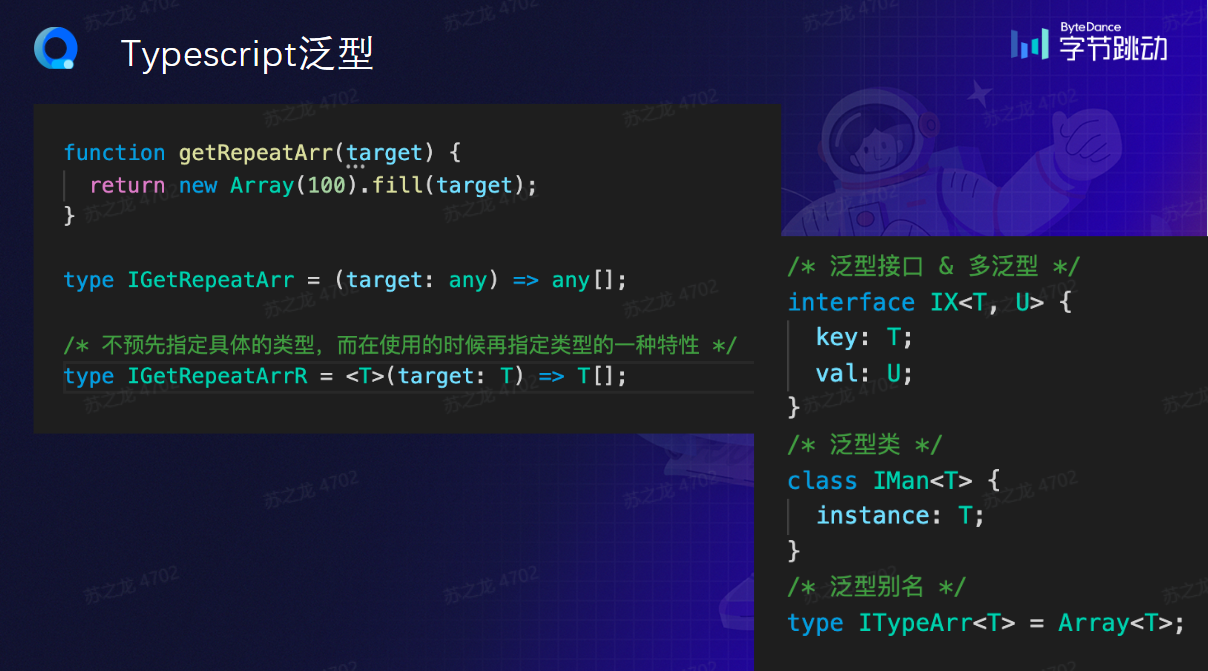 Typescript泛型
ByteDance
字节跳动
function getRepeatArr(target) {
  return new Array(100).fill(target);
}
type IGetRepeatArr = (target: any) => any[];
/* 不预先指定具体的类型，而在使用的时候再指定类型的一种特性 */
type IGetRepeatArrR = <T>(target: T) => T[];
/* 泛型接口 & 多泛型 */
interface IX<T, U> {
  key: T;
  val: U;
}
/* 泛型类 */
class IMan<T> {
  instance: T;
}
/* 泛型别名 */
type ITypeArr<T> = Array<T>;
苏之龙 4702